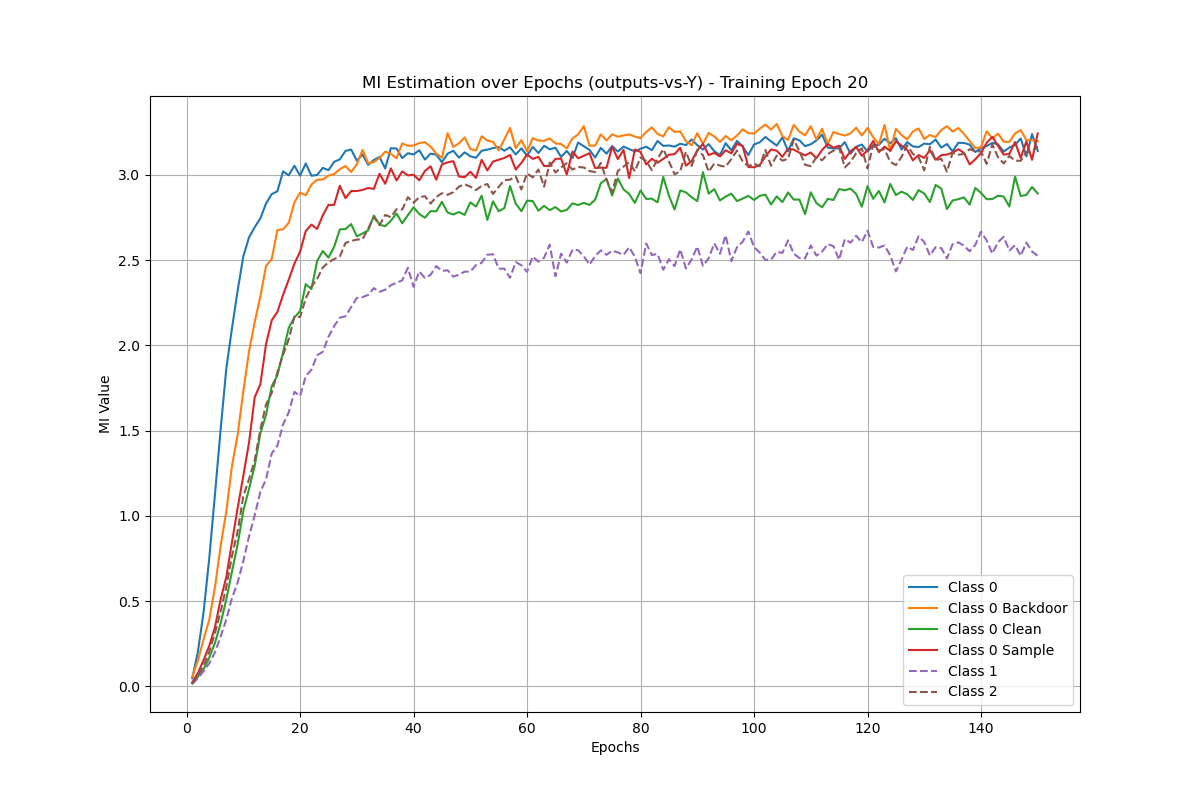 MI Estimation over Epochs (outputs-vs-Y) - Training Epoch 20
MI Value
3.0
2.5
2.0
1.5
1.0
0.5
0.0
0 20 40 60 80 100 120 140
Epochs
Class 0
Class 0 Backdoor
Class 0 Clean
Class 0 Sample
Class 1
Class 2